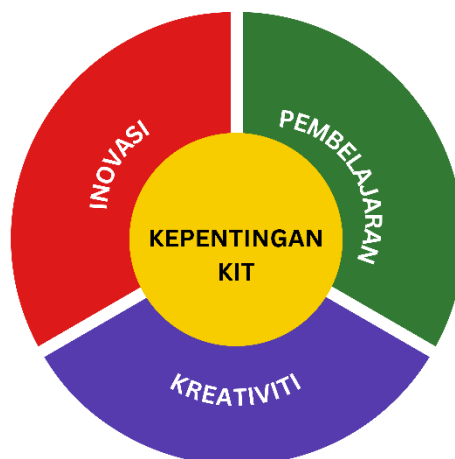 INOVASI
PEMBELAJARAN
KEPENTINGAN
KIT
KREATIVITI